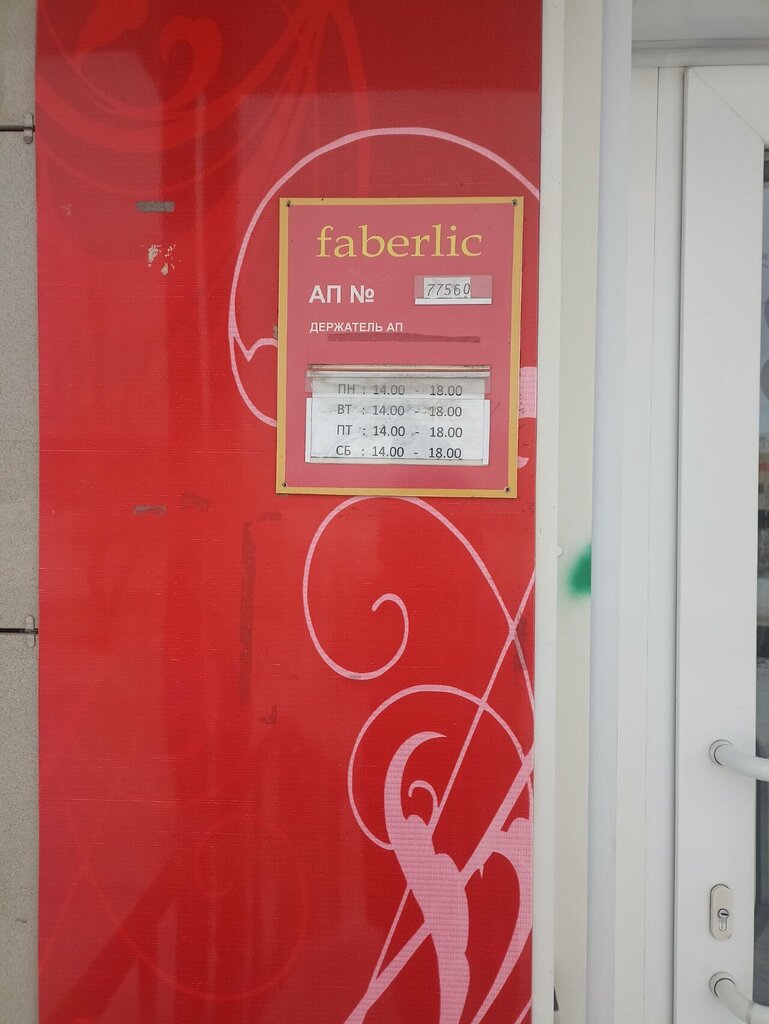 faberlic
АП № 77560
ДЕРЖАТЕЛЬ АП
ПН : 14.00 - 18.00
ВТ : 14.00 - 18.00
ПТ : 14.00 - 18.00
СБ : 14.00 - 18.00